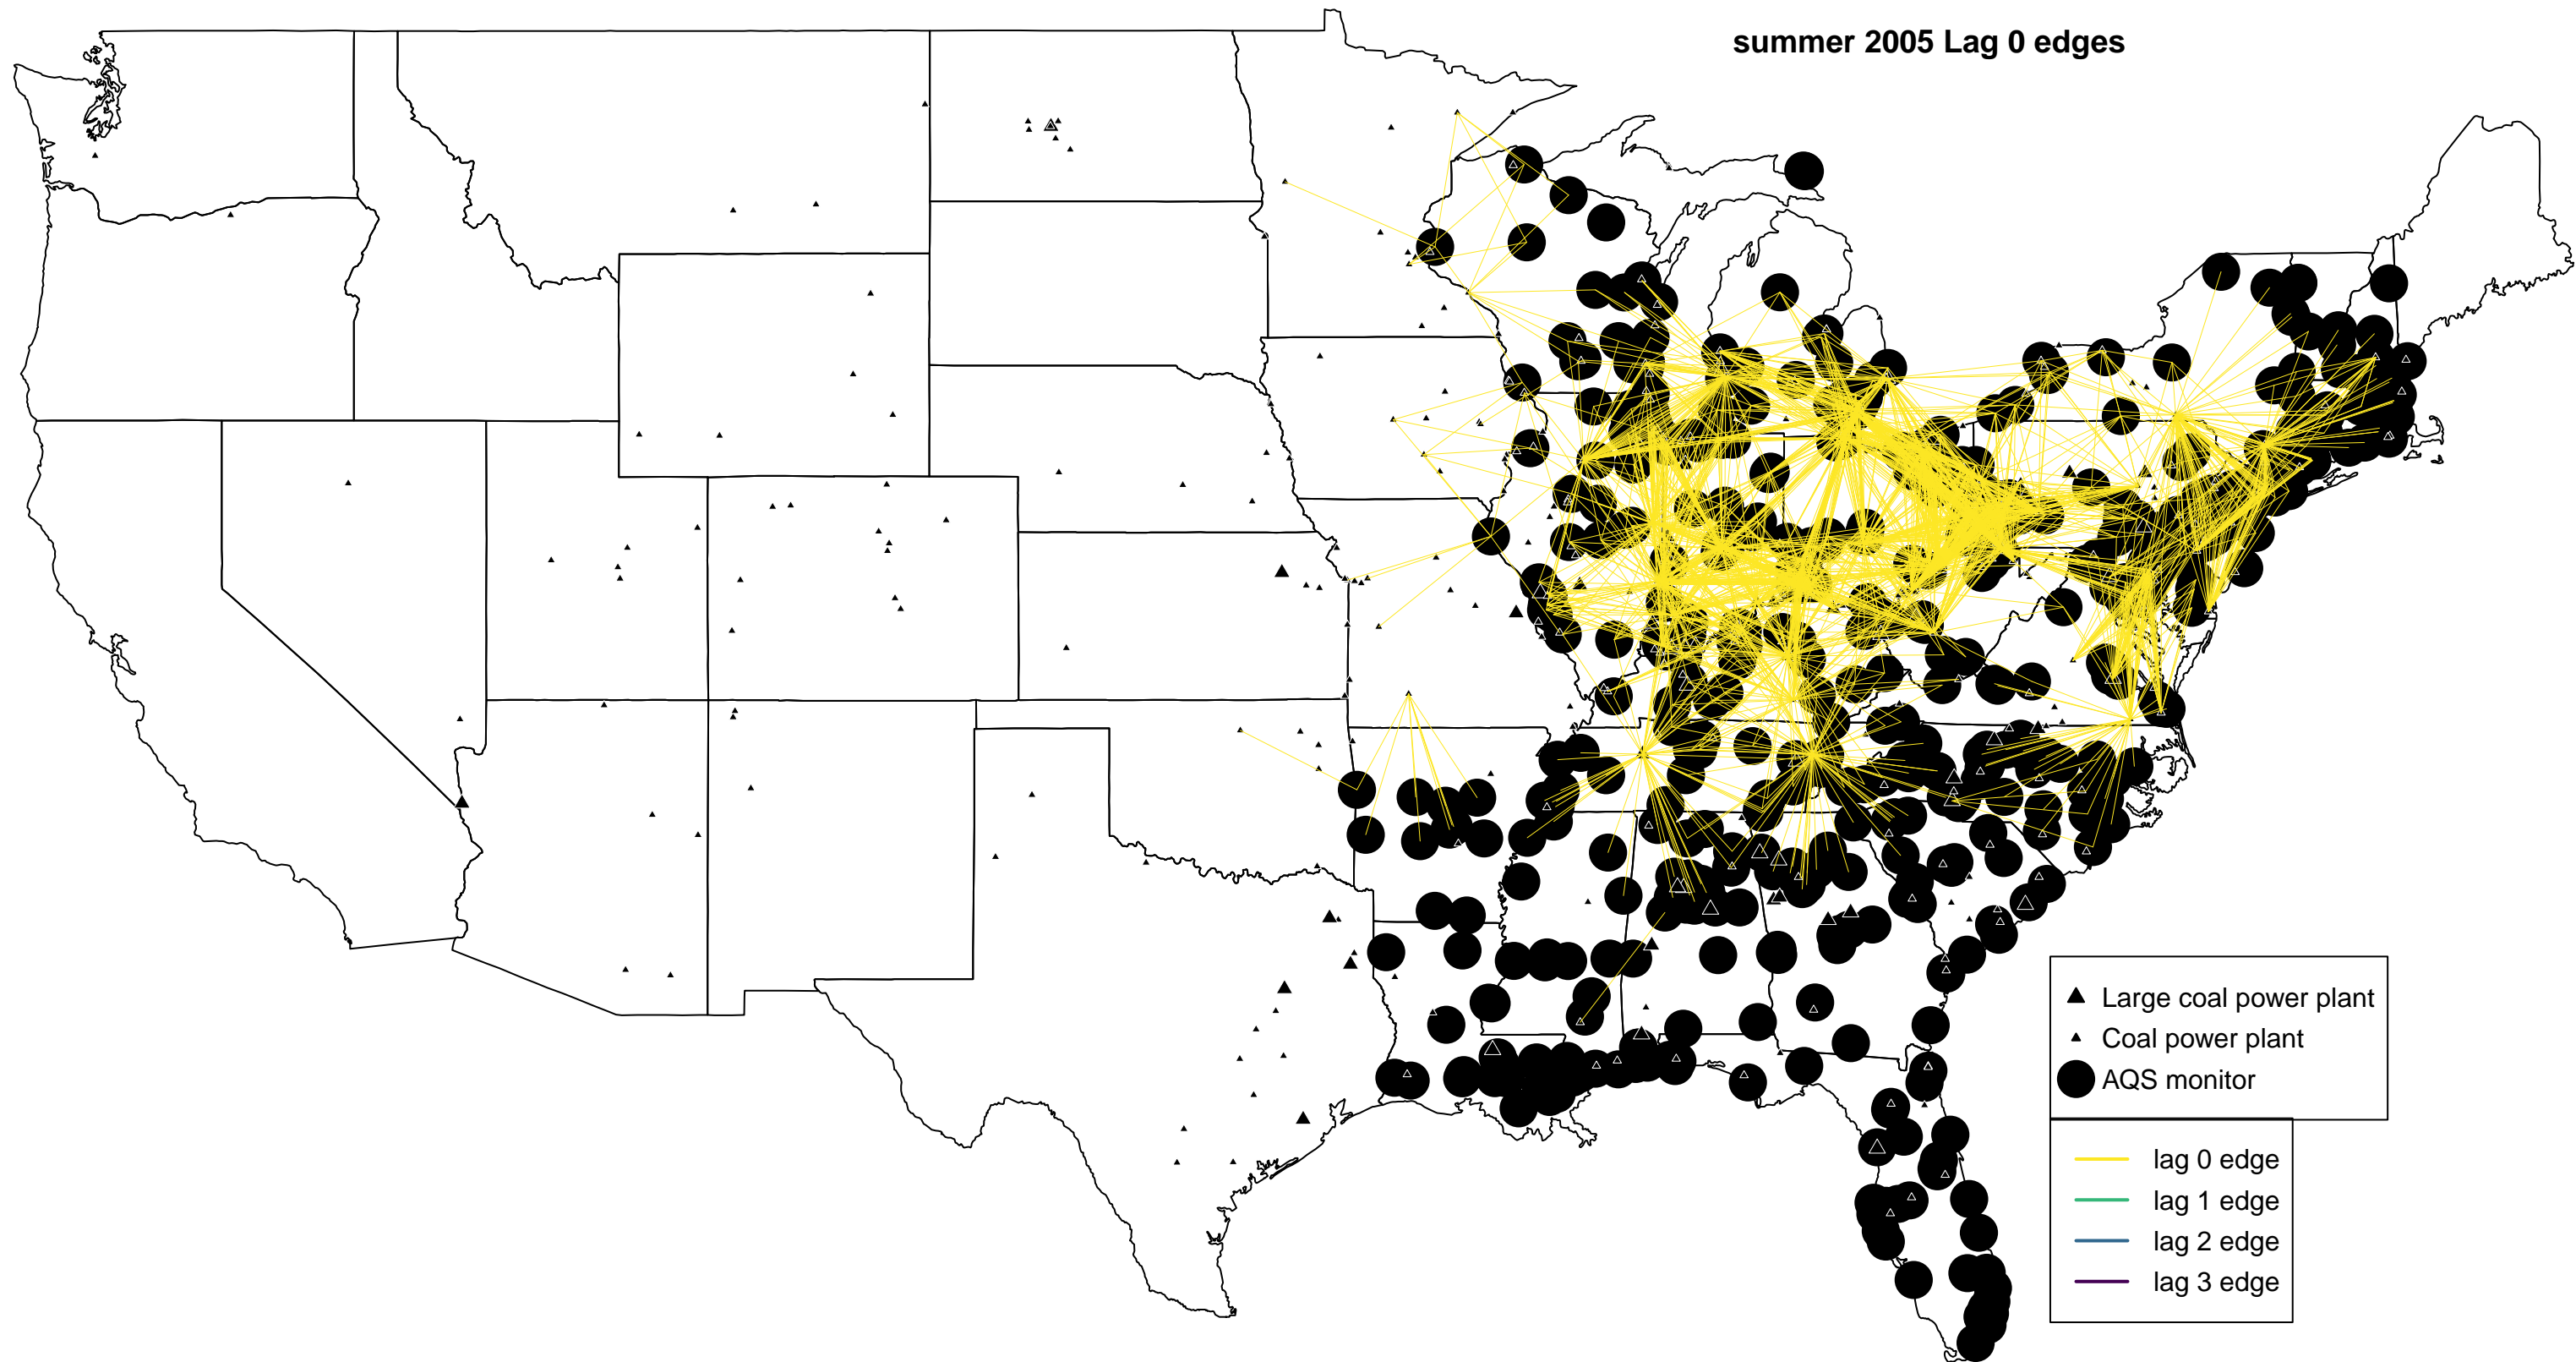 summer 2005 Lag 0 edges
Large coal power plant
Coal power plant
AQS monitor
lag 0 edge
lag 1 edge
lag 2 edge
lag 3 edge